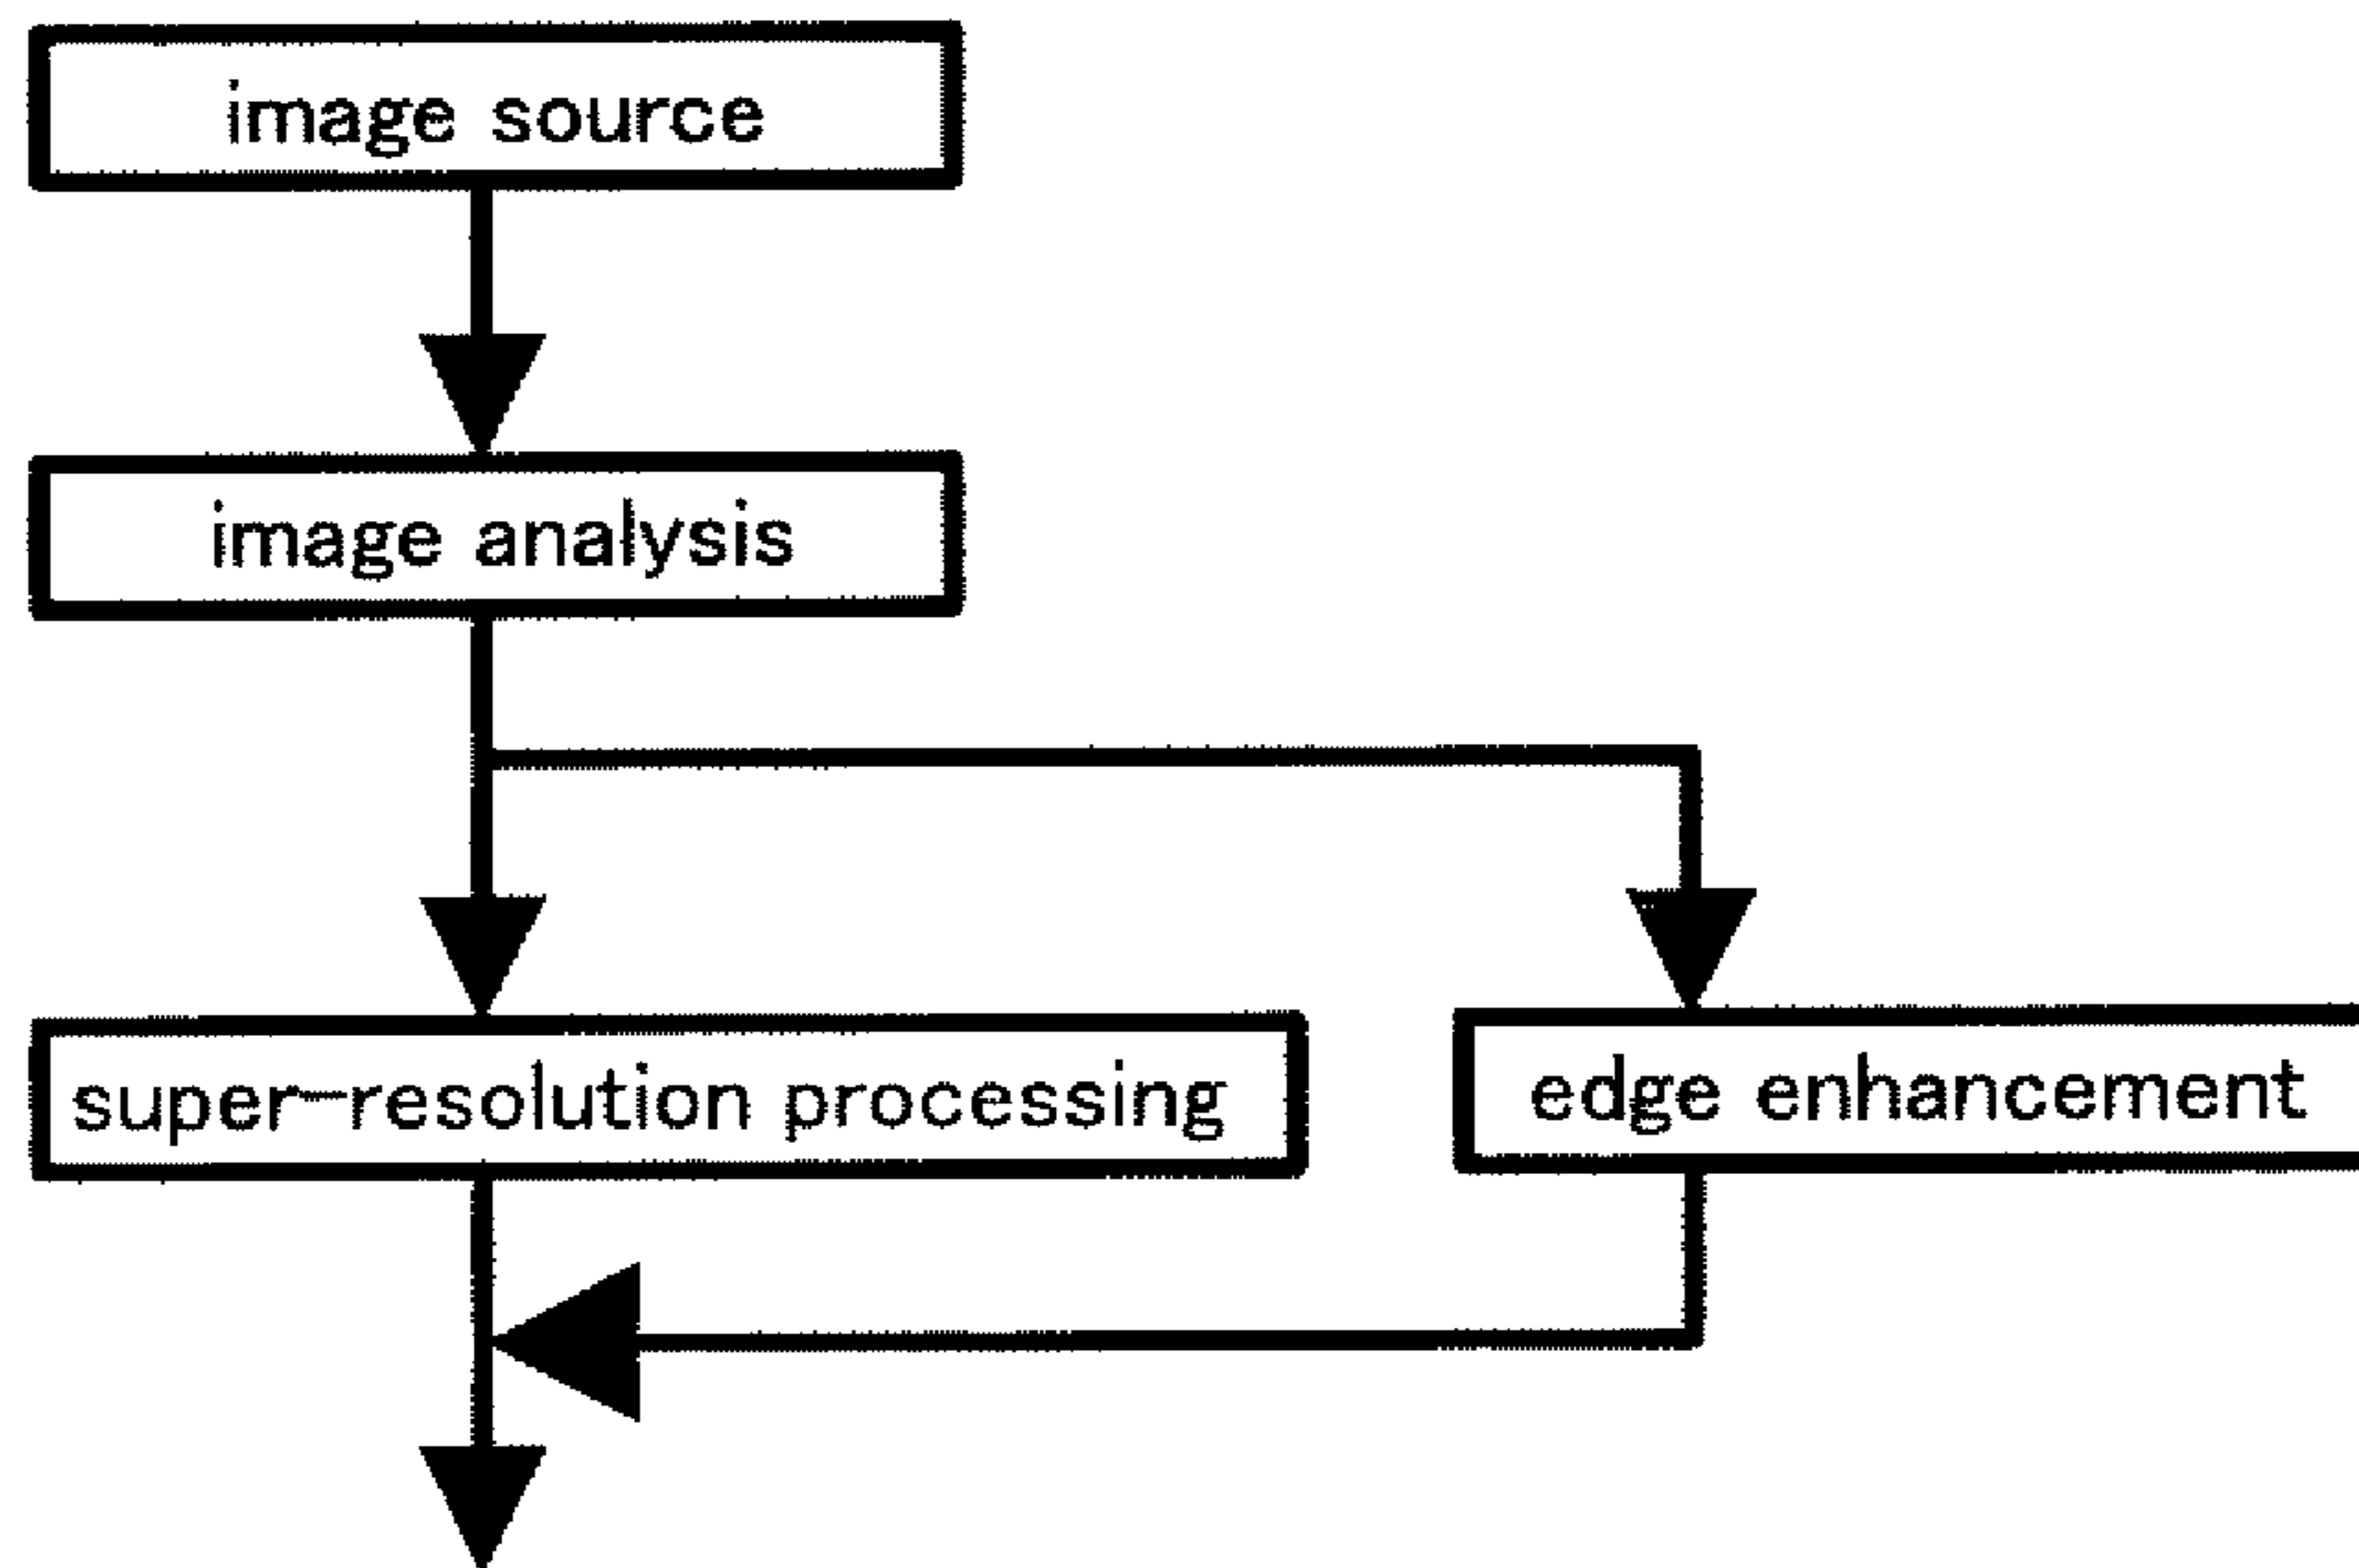 image source
image analysis
super-resolution processing
edge enhancement